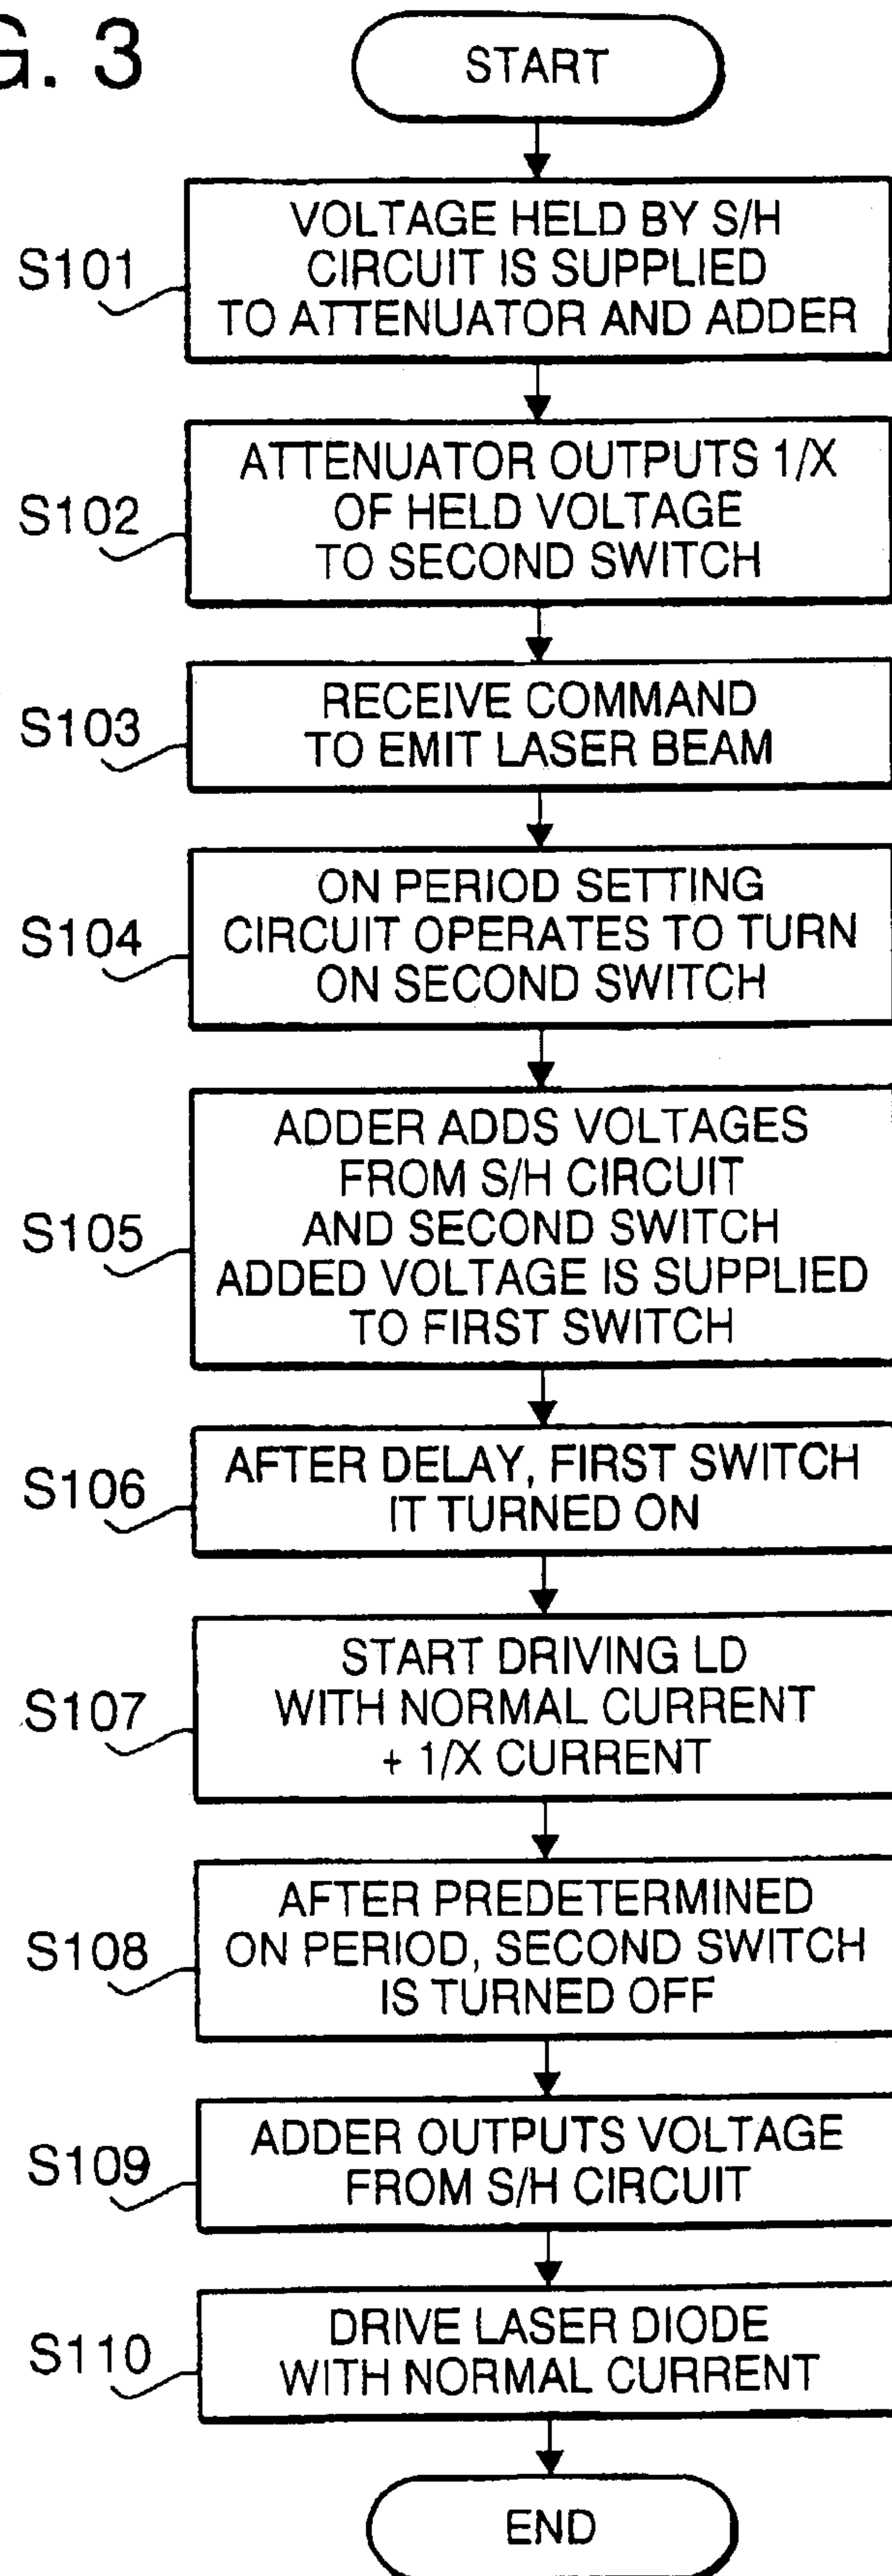 G. 3
START
S101
VOLTAGE HELD BY S/H
CIRCUIT IS SUPPLIED
TO ATTENUATOR AND ADDER
S102
ATTENUATOR OUTPUTS 1/X
OF HELD VOLTAGE
TO SECOND SWITCH
S103
RECEIVE COMMAND
TO EMIT LASER BEAM
S104
ON PERIOD SETTING
CIRCUIT OPERATES TO TURN
ON SECOND SWITCH
S105
ADDER ADDS VOLTAGES
FROM S/H CIRCUIT
AND SECOND SWITCH
ADDED VOLTAGE IS SUPPLIED
TO FIRST SWITCH
S106
AFTER DELAY, FIRST SWITCH
IT TURNED ON
S107
START DRIVING LD
WITH NORMAL CURRENT
+ 1/X CURRENT
S108
AFTER PREDETERMINED
ON PERIOD, SECOND SWITCH
IS TURNED OFF
S109
ADDER OUTPUTS VOLTAGE
FROM S/H CIRCUIT
S110
DRIVE LASER DIODE
WITH NORMAL CURRENT
END